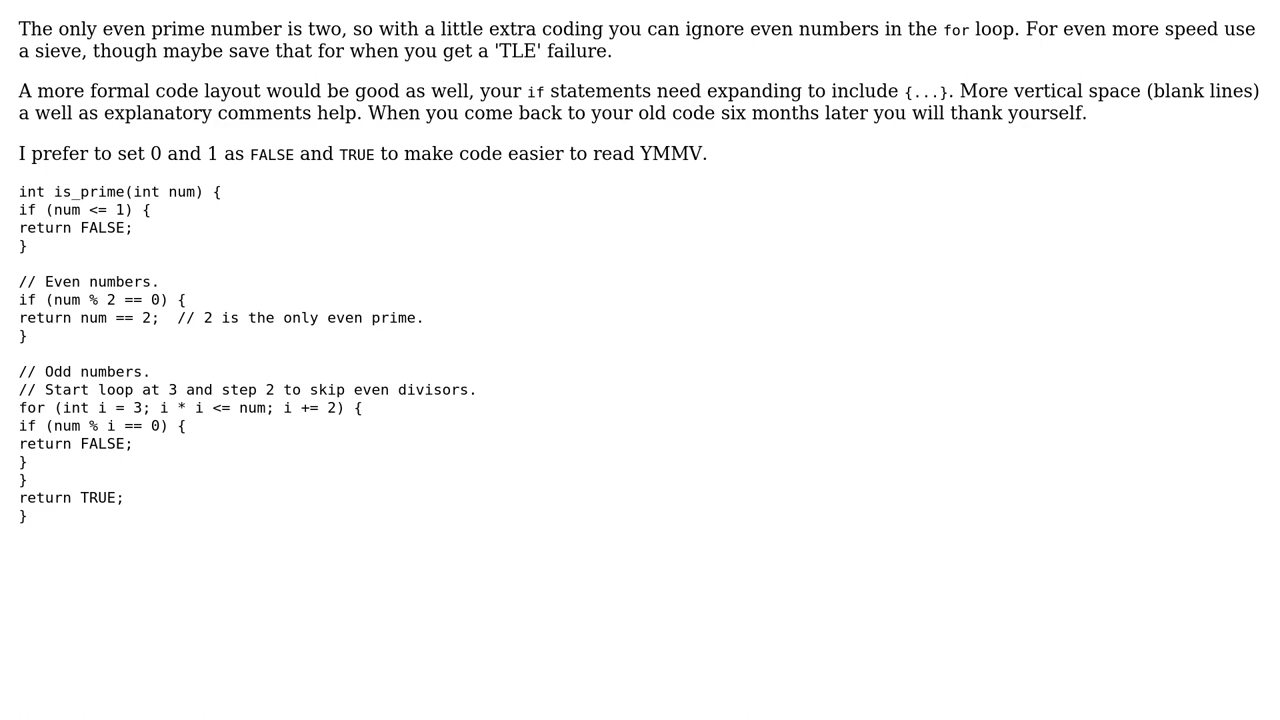 The only even prime number is two, so with a little extra coding you can ignore even numbers in the for loop. For even more speed use
a sieve, though maybe save that for when you get a 'TLE' failure.
A more formal code layout would be good as well, your if statements need expanding to include {...}. More vertical space (blank lines)
a well as explanatory comments help. When you come back to your old code six months later you will thank yourself.
I prefer to set 0 and 1 as FALSE and TRUE to make code easier to read YMMV.
int is_prime(int num) {
if (num <= 1) {
return FALSE;
}
// Even numbers.
if (num % 2 == 0) {
return num == 2;  // 2 is the only even prime.
}
// Odd numbers.
// Start loop at 3 and step 2 to skip even divisors.
for (int i = 3; i * i <= num; i += 2) {
if (num % i == 0) {
return FALSE;
}
}
return TRUE;
}